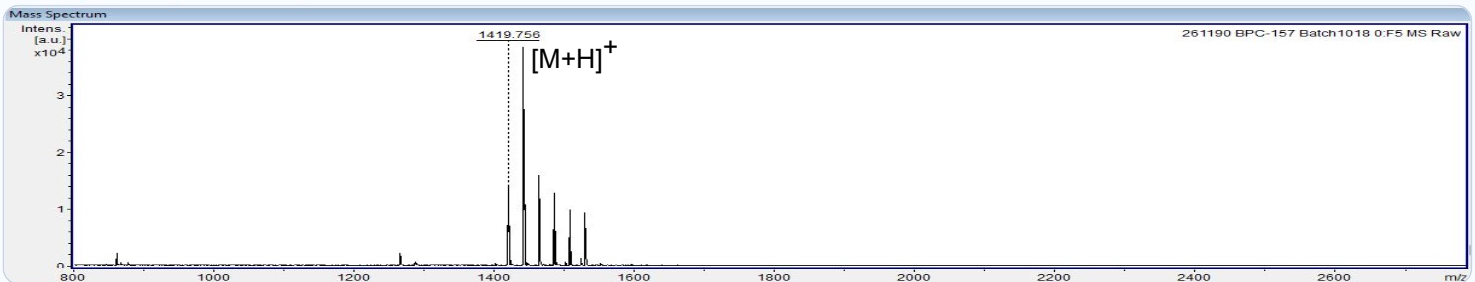 Mass Spectrum
Intens.
[a.u.]
x10⁴
1419.756
[M+H]⁺
261190 BPC-157 Batch1018 0:F5 MS Raw
3
2
1
0
800 1000 1200 1400 1600 1800 2000 2200 2400 2600 m/z